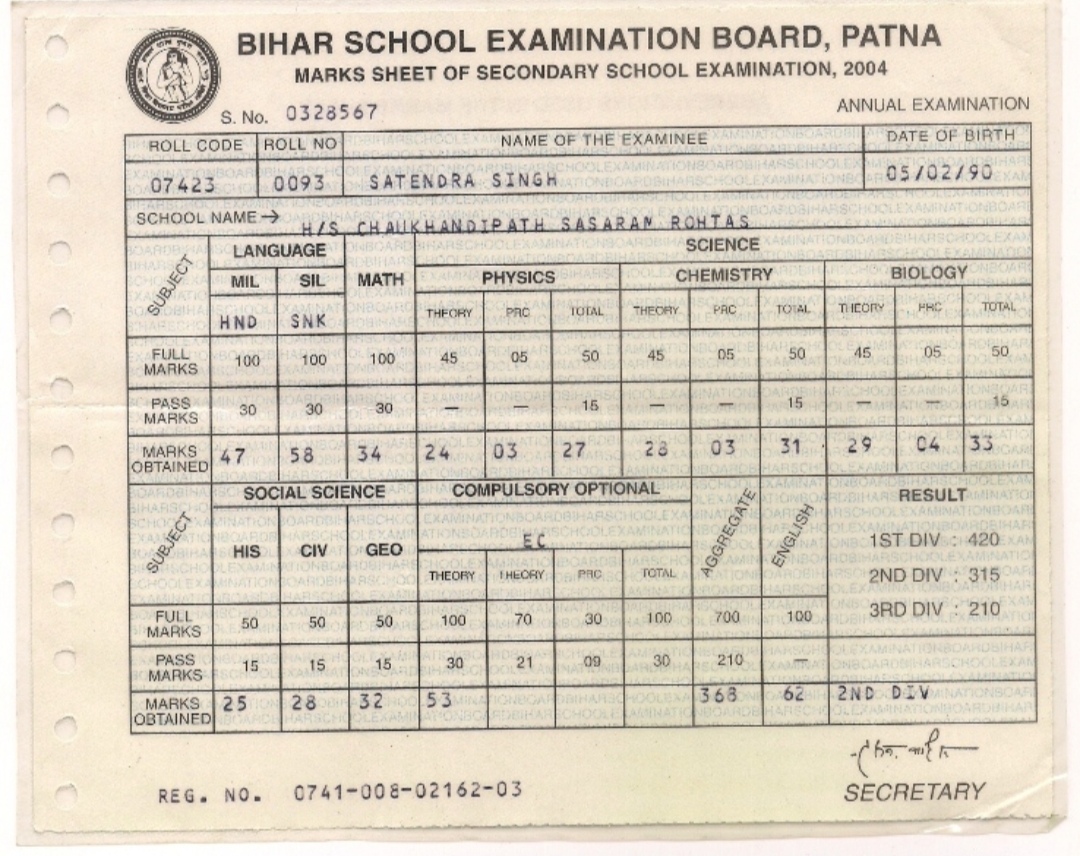 BIHAR SCHOOL EXAMINATION BOARD, PATNA
MARKS SHEET OF SECONDARY SCHOOL EXAMINATION, 2004
S. No. 0328567
ANNUAL EXAMINATION
ROLL CODE ROLL NO NAME OF THE EXAMINEE DATE OF BIRTH
07423 0093 SATENDRA SINGH 05/02/90
SCHOOL NAME→ H/S CHAUKHANDIPATH SASARAM ROHTAS
SUBJECT LANGUAGE SCIENCE
MIL SIL MATH PHYSICS CHEMISTRY BIOLOGY
HND SNK THEORY PRC TOTAL THEORY PRC TOTAL THEORY PRC TOTAL
FULL MARKS 100 100 100 45 05 50 45 05 50 45 05 50
PASS MARKS 30 30 30 — — 15 — — 15 — — 15
MARKS OBTAINED 47 58 34 24 03 27 28 03 31 29 04 33
SUBJECT SOCIAL SCIENCE COMPULSORY OPTIONAL AGGREGATE ENGLISH RESULT
HIS CIV GEO EC 1ST DIV : 420
THEORY THEORY PRC TOTAL 2ND DIV : 315
3RD DIV : 210
FULL MARKS 50 50 50 100 70 30 100 700 100
PASS MARKS 15 15 15 30 21 09 30 210 —
MARKS OBTAINED 25 28 32 53 368 62 2ND DIV
REG. NO. 0741-008-02162-03
SECRETARY